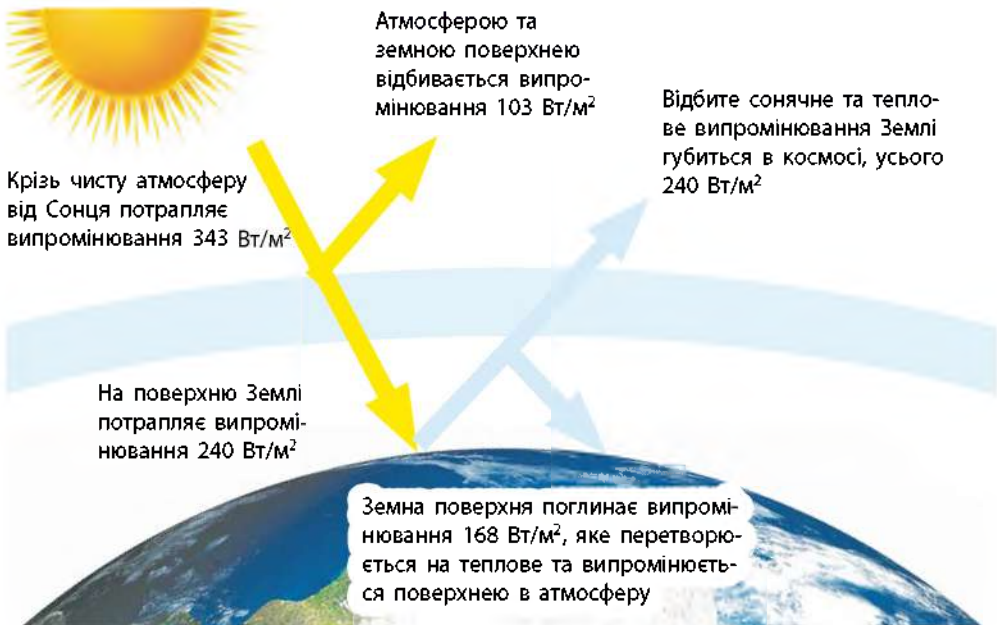 Атмосферою та
земною поверхнею
відбивається випро-
мінювання 103 Вт/м²
Відбите сонячне та тепло-
ве випромінювання Землі
губиться в космосі, усього
240 Вт/м²
Крізь чисту атмосферу
від Сонця потрапляє
випромінювання 343 Вт/м²
На поверхню Землі
потрапляє випромі-
нювання 240 Вт/м²
Земна поверхня поглинає випромі-
нювання 168 Вт/м², яке перетворю-
ється на теплове та випромінюєть-
ся поверхнею в атмосферу